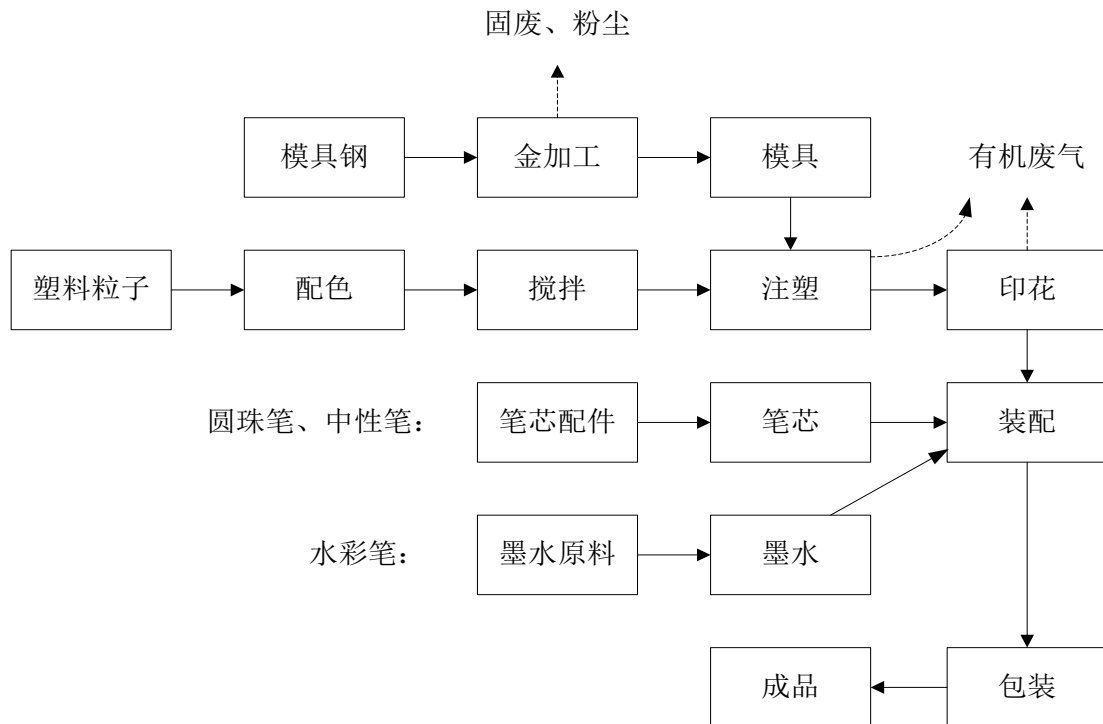 固废、粉尘
模具钢
金加工
模具
有机废气
塑料粒子
配色
搅拌
注塑
印花
圆珠笔、中性笔：
笔芯配件
笔芯
装配
水彩笔：
墨水原料
墨水
成品
包装